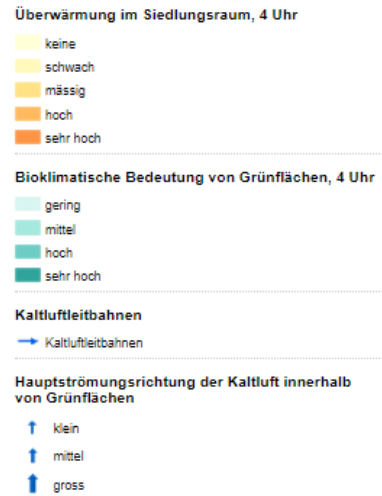 Überwärmung im Siedlungsraum, 4 Uhr
keine
schwach
mässig
hoch
sehr hoch
Bioklimatische Bedeutung von Grünflächen, 4 Uhr
gering
mittel
hoch
sehr hoch
Kaltluftleitbahnen
Kaltluftleitbahnen
Hauptströmungsrichtung der Kaltluft innerhalb
von Grünflächen
klein
mittel
gross